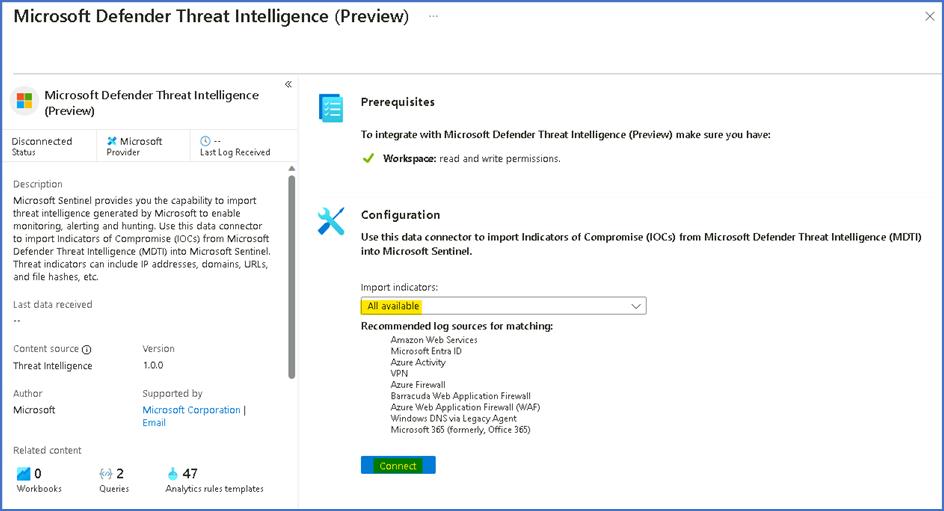 Microsoft Defender Threat Intelligence (Preview) ...
Microsoft Defender Threat Intelligence
(Preview)
Disconnected
Status
Microsoft
Provider
--
Last Log Received
Description
Microsoft Sentinel provides you the capability to import
threat intelligence generated by Microsoft to enable
monitoring, alerting and hunting. Use this data connector
to import Indicators of Compromise (IOCs) from Microsoft
Defender Threat Intelligence (MDTI) into Microsoft Sentinel.
Threat indicators can include IP addresses, domains, URLs,
and file hashes, etc.
Last data received
--
Content source
Threat Intelligence
Version
1.0.0
Author
Microsoft
Supported by
Microsoft Corporation |
Email
Related content
0
Workbooks
2
Queries
47
Analytics rules templates
Prerequisites
To integrate with Microsoft Defender Threat Intelligence (Preview) make sure you have:
Workspace: read and write permissions.
Configuration
Use this data connector to import Indicators of Compromise (IOCs) from Microsoft Defender Threat Intelligence (MDTI)
into Microsoft Sentinel.
Import indicators:
All available
Recommended log sources for matching:
Amazon Web Services
Microsoft Entra ID
Azure Activity
VPN
Azure Firewall
Barracuda Web Application Firewall
Azure Web Application Firewall (WAF)
Windows DNS via Legacy Agent
Microsoft 365 (formerly, Office 365)
Connect